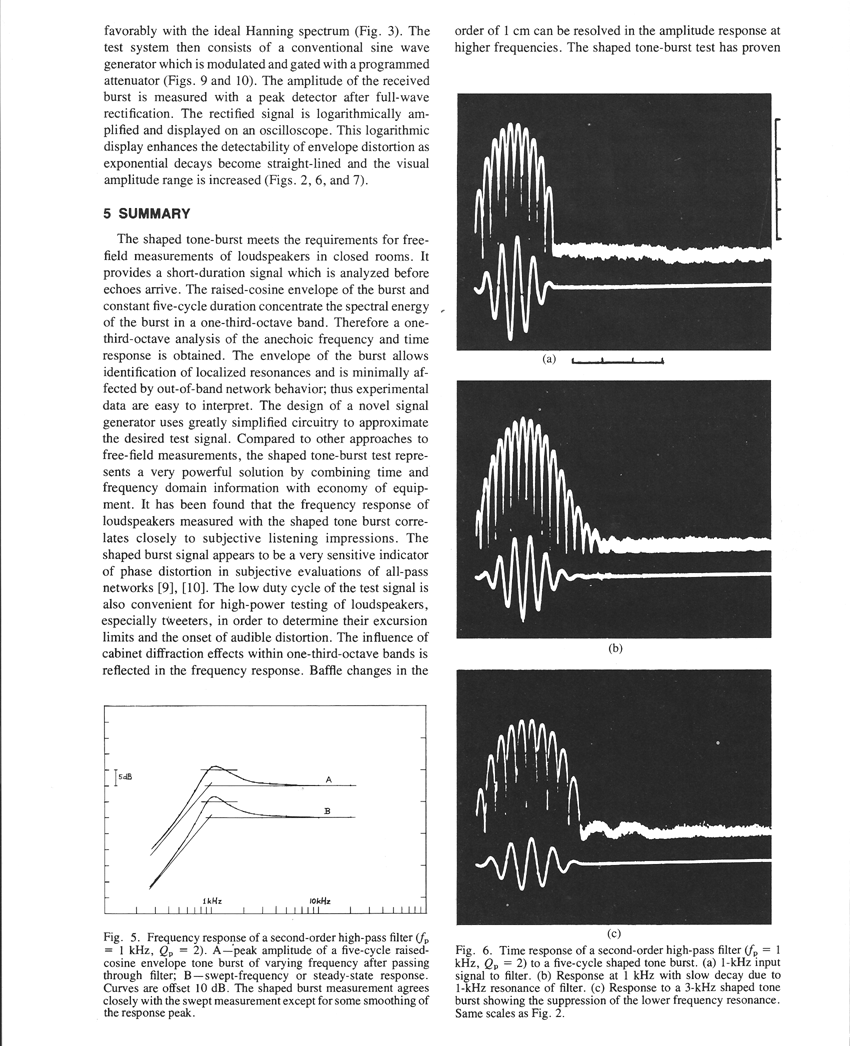 favorably with the ideal Hanning spectrum (Fig. 3). The
test system then consists of a conventional sine wave
generator which is modulated and gated with a programmed
attenuator (Figs. 9 and 10). The amplitude of the received
burst is measured with a peak detector after full-wave
rectification. The rectified signal is logarithmically am-
plified and displayed on an oscilloscope. This logarithmic
display enhances the detectability of envelope distortion as
exponential decays become straight-lined and the visual
amplitude range is increased (Figs. 2, 6, and 7).
5 SUMMARY
The shaped tone-burst meets the requirements for free-
field measurements of loudspeakers in closed rooms. It
provides a short-duration signal which is analyzed before
echoes arrive. The raised-cosine envelope of the burst and
constant five-cycle duration concentrate the spectral energy
of the burst in a one-third-octave band. Therefore a one-
third-octave analysis of the anechoic frequency and time
response is obtained. The envelope of the burst allows
identification of localized resonances and is minimally af-
fected by out-of-band network behavior; thus experimental
data are easy to interpret. The design of a novel signal
generator uses greatly simplified circuitry to approximate
the desired test signal. Compared to other approaches to
free-field measurements, the shaped tone-burst test repre-
sents a very powerful solution by combining time and
frequency domain information with economy of equip-
ment. It has been found that the frequency response of
loudspeakers measured with the shaped tone burst corre-
lates closely to subjective listening impressions. The
shaped burst signal appears to be a very sensitive indicator
of phase distortion in subjective evaluations of all-pass
networks [9], [10]. The low duty cycle of the test signal is
also convenient for high-power testing of loudspeakers,
especially tweeters, in order to determine their excursion
limits and the onset of audible distortion. The influence of
cabinet diffraction effects within one-third-octave bands is
reflected in the frequency response. Baffle changes in the
5dB
A
B
1kHz
10kHz
Fig. 5. Frequency response of a second-order high-pass filter (fp
= 1 kHz, Qp = 2). A—peak amplitude of a five-cycle raised-
cosine envelope tone burst of varying frequency after passing
through filter; B—swept-frequency or steady-state response.
Curves are offset 10 dB. The shaped burst measurement agrees
closely with the swept measurement except for some smoothing of
the response peak.
order of 1 cm can be resolved in the amplitude response at
higher frequencies. The shaped tone-burst test has proven
(a)
(b)
(c)
Fig. 6. Time response of a second-order high-pass filter (fp = 1
kHz, Qp = 2) to a five-cycle shaped tone burst. (a) 1-kHz input
signal to filter. (b) Response at 1 kHz with slow decay due to
1-kHz resonance of filter. (c) Response to a 3-kHz shaped tone
burst showing the suppression of the lower frequency resonance.
Same scales as Fig. 2.